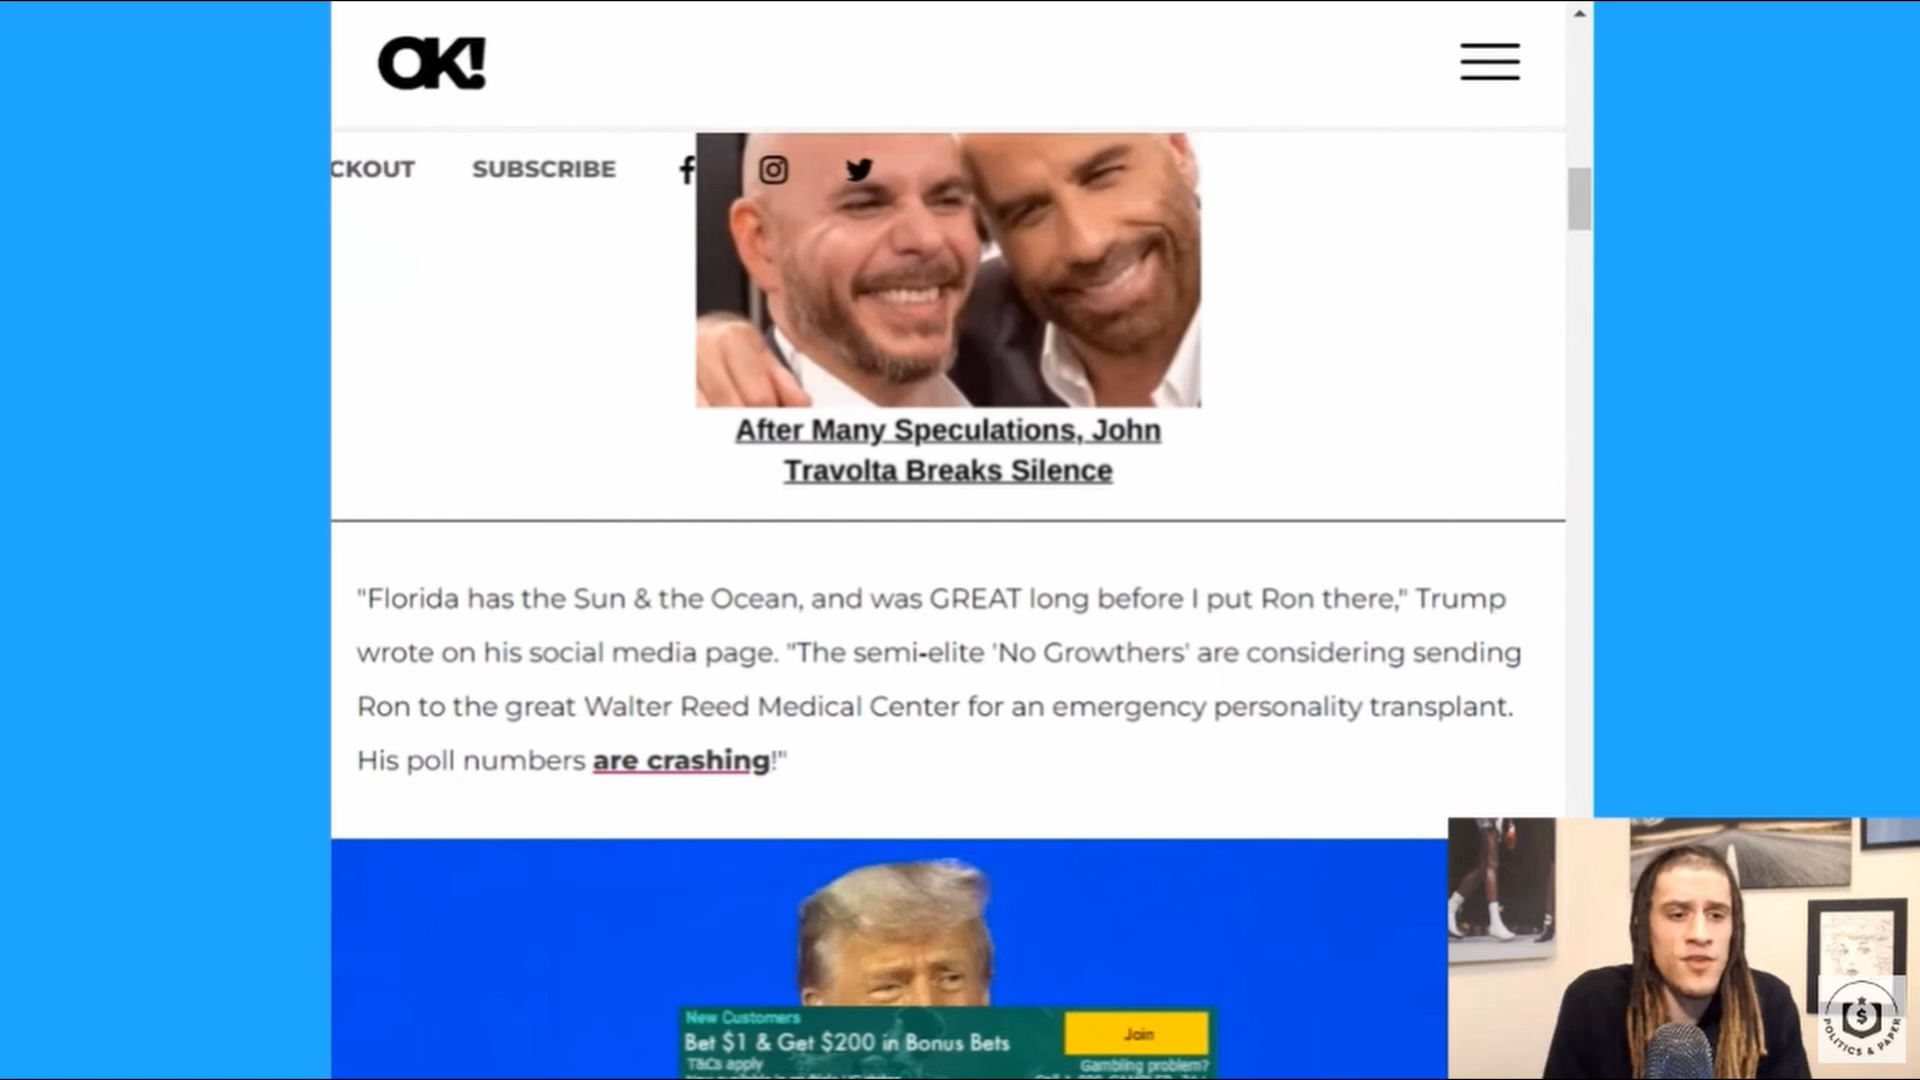 OK!
CKOUT SUBSCRIBE
After Many Speculations, John
Travolta Breaks Silence
"Florida has the Sun & the Ocean, and was GREAT long before I put Ron there," Trump
wrote on his social media page. "The semi-elite 'No Growthers' are considering sending
Ron to the great Walter Reed Medical Center for an emergency personality transplant.
His poll numbers are crashing!"
New Customers
Bet $1 & Get $200 in Bonus Bets
Join
T&Cs apply
Gambling problem?
POLITICS & PAPER